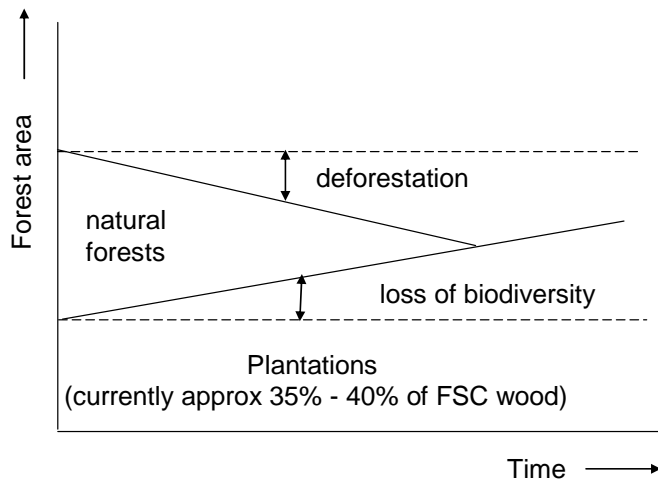 Forest area
deforestation
natural
forests
loss of biodiversity
Plantations
(currently approx 35% - 40% of FSC wood)
Time